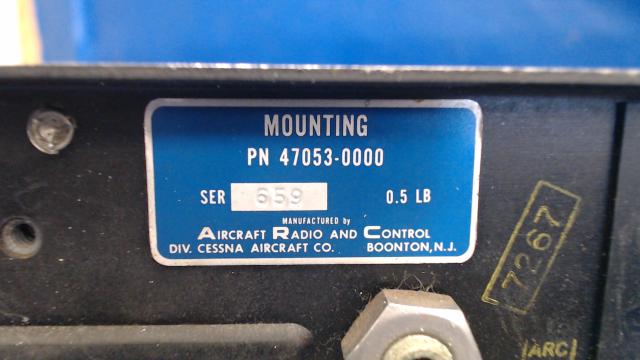 MOUNTING
PN 47053-0000
SER 659 0.5 LB
MANUFACTURED by
AIRCRAFT RADIO AND CONTROL
DIV. CESSNA AIRCRAFT CO. BOONTON, N.J.
7267
(ARC)